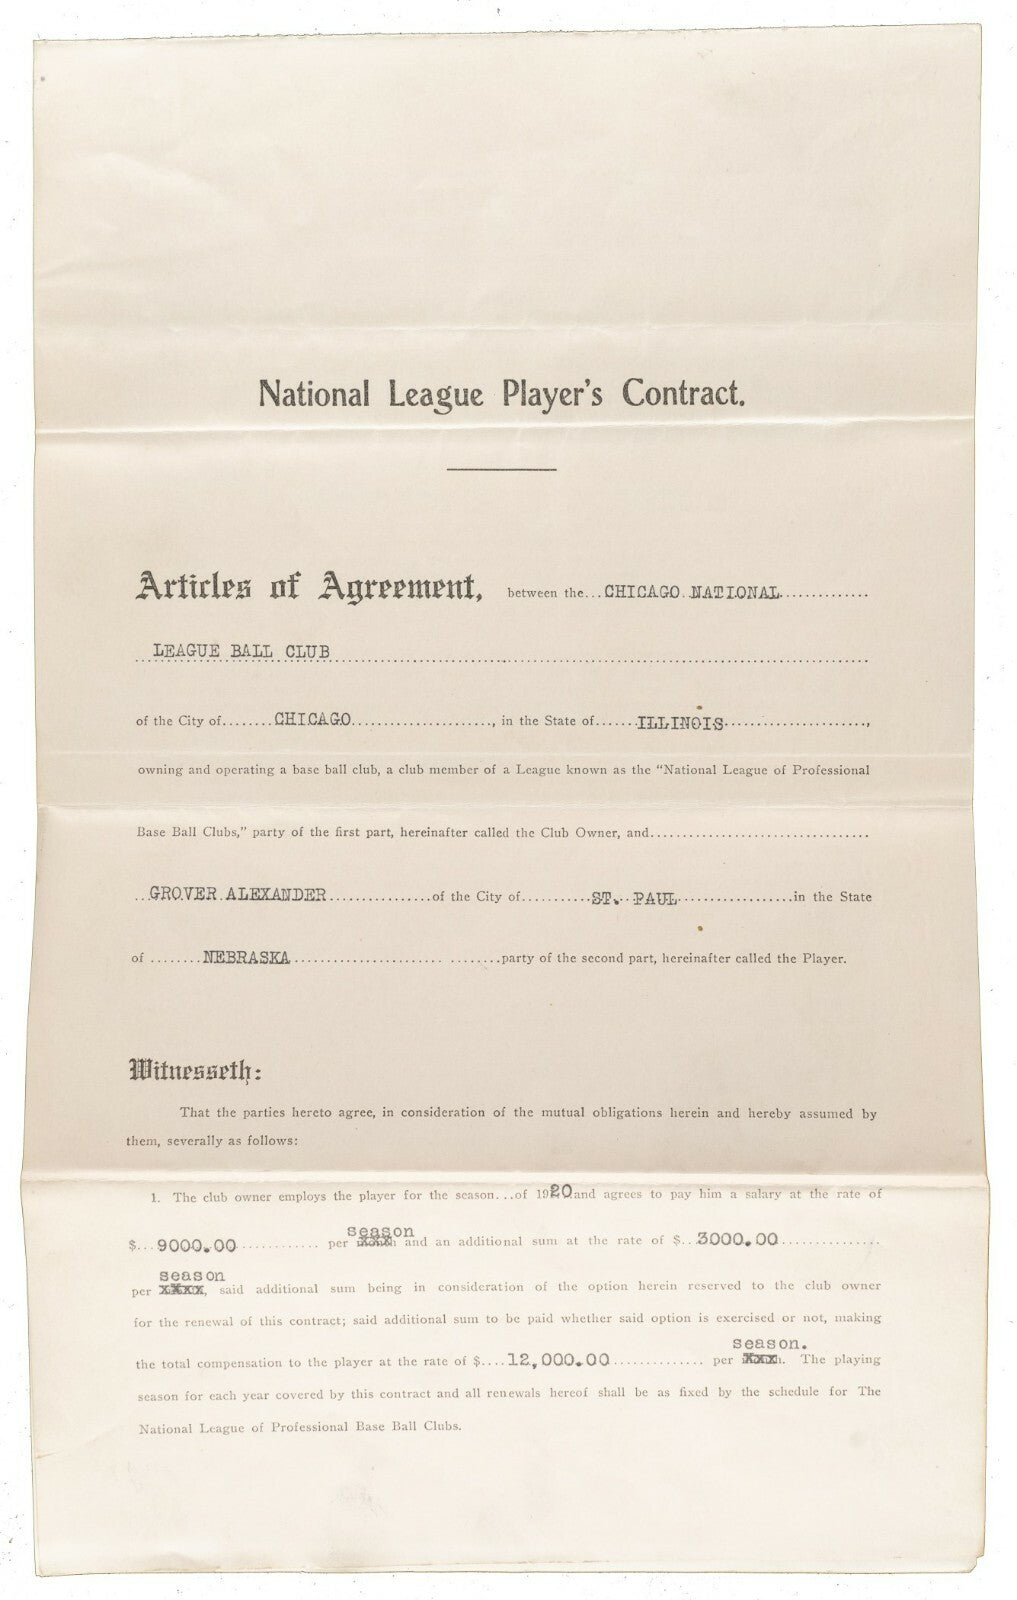 National League Player's Contract.
Articles of Agreement, between the...CHICAGO NATIONAL
LEAGUE BALL CLUB
of the City of........CHICAGO....................., in the State of......ILLINOIS......................,
owning and operating a base ball club, a club member of a League known as the "National League of Professional
Base Ball Clubs," party of the first part, hereinafter called the Club Owner, and.................................
...GROVER ALEXANDER................of the City of...........ST. PAUL..................in the State
of ........NEBRASKA....................... ........party of the second part, hereinafter called the Player.
Witnesseth:
That the parties hereto agree, in consideration of the mutual obligations herein and hereby assumed by
them, severally as follows:
1. The club owner employs the player for the season...of 1920 and agrees to pay him a salary at the rate of
season
$...9000.00............ per xxx and an additional sum at the rate of $..3000.00...............
season
per xxxx, said additional sum being in consideration of the option herein reserved to the club owner
for the renewal of this contract; said additional sum to be paid whether said option is exercised or not, making
season.
the total compensation to the player at the rate of $....12,000.00.............. per xxx. The playing
season for each year covered by this contract and all renewals hereof shall be as fixed by the schedule for The
National League of Professional Base Ball Clubs.